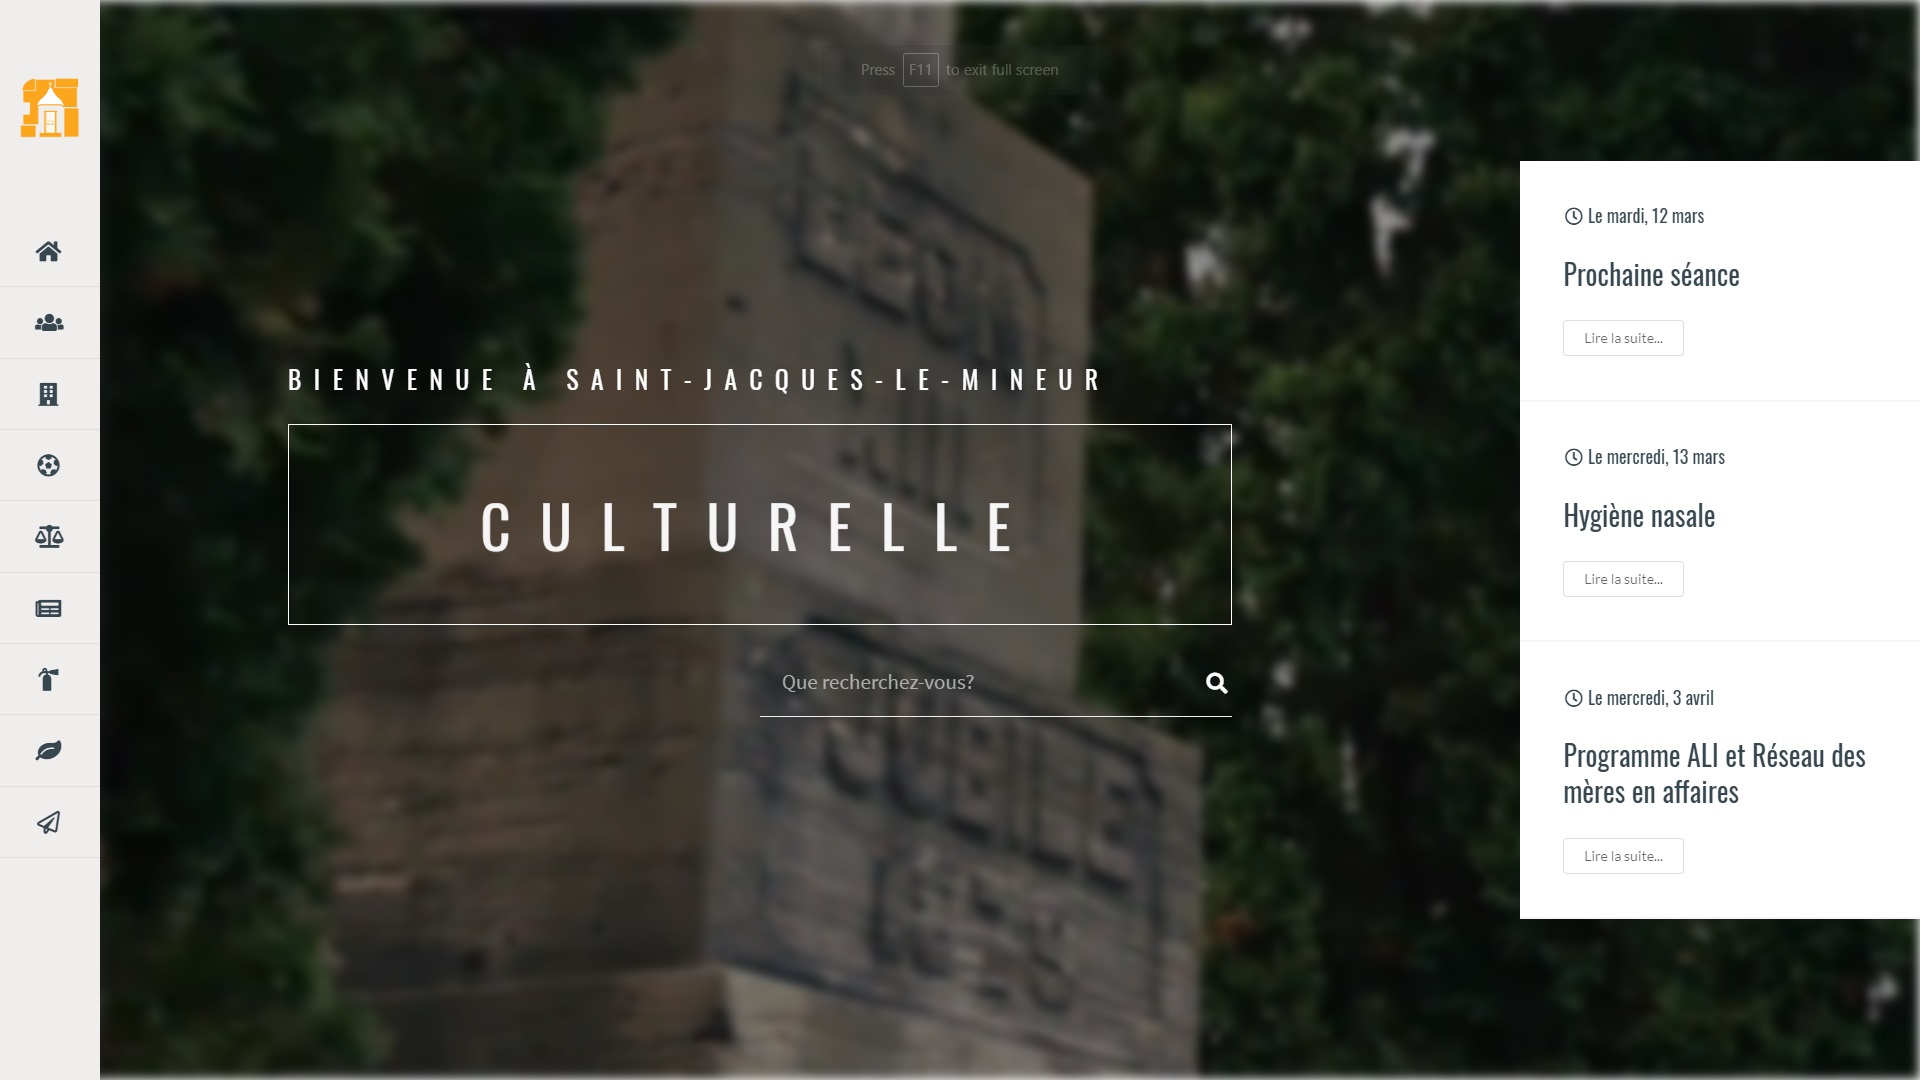 Press F11 to exit full screen
BIENVENUE À SAINT-JACQUES-LE-MINEUR
CULTURELLE
Que recherchez-vous?
Le mardi, 12 mars
Prochaine séance
Lire la suite...
Le mercredi, 13 mars
Hygiène nasale
Lire la suite...
Le mercredi, 3 avril
Programme ALI et Réseau des
mères en affaires
Lire la suite...